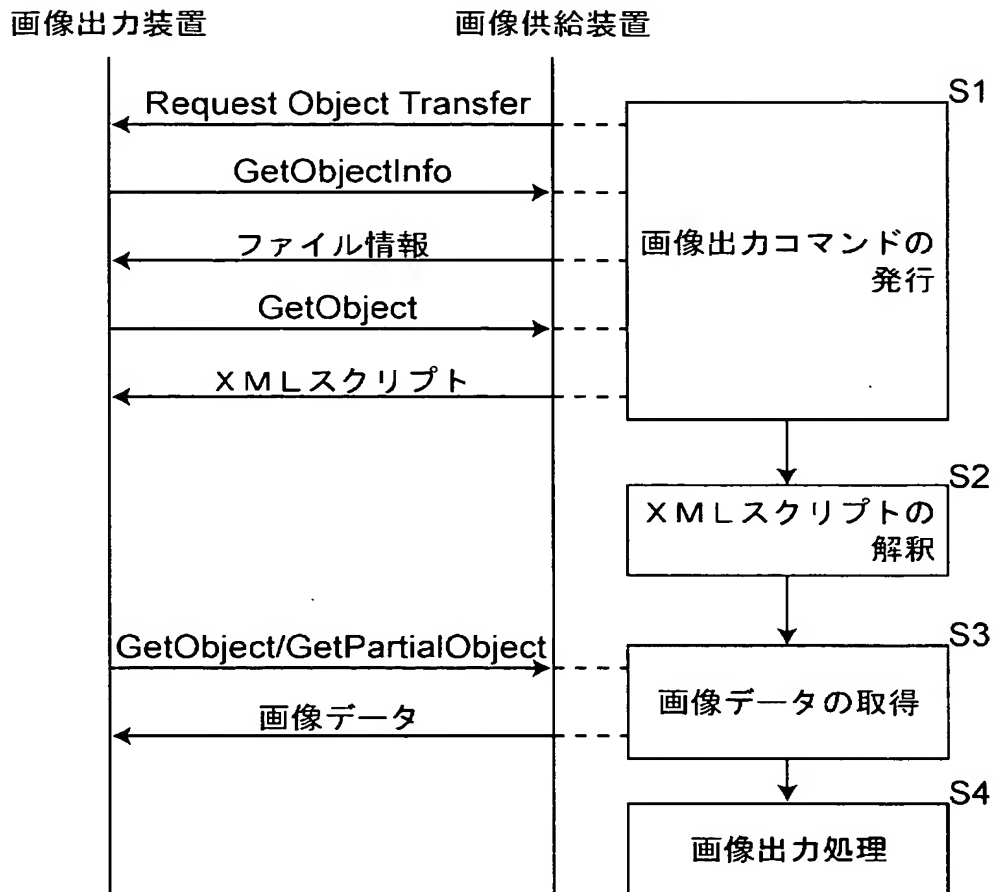 画像出力装置
画像供給装置
Request Object Transfer
S1
GetObjectInfo
ファイル情報
画像出力コマンドの
発行
GetObject
ＸＭＬスクリプト
S2
ＸＭＬスクリプトの
解釈
GetObject/GetPartialObject
S3
画像データの取得
画像データ
S4
画像出力処理